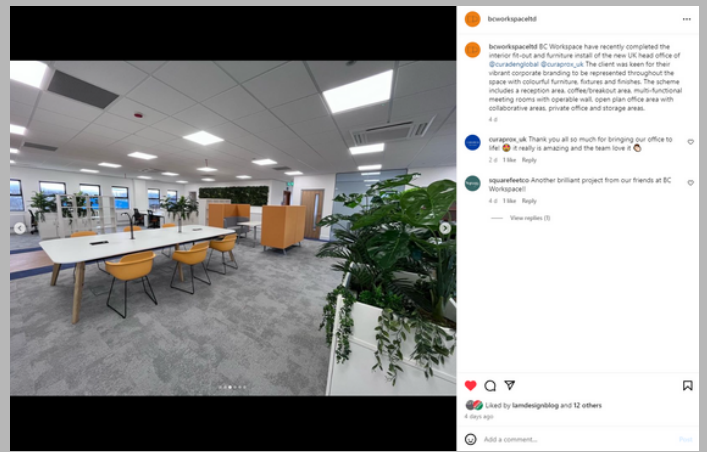 bcworkspaceltd
bcworkspaceltd BC Workspace have recently completed the
interior fit-out and furniture install of the new UK head office of
@curadenglobal @curaprox_uk The client was keen for their
vibrant corporate branding to be represented throughout the
space with colourful furniture, fixtures and finishes. The scheme
includes a reception area, coffee/breakout area, multi-functional
meeting rooms with operable wall, open plan office area with
collaborative areas, private office and storage areas.
4 d
curaprox_uk Thank you all so much for bringing our office to
life! 😍 it really is amazing and the team love it
2 d 1 like Reply
squarefeetco Another brilliant project from our friends at BC
Workspace!!
4 d 1 like Reply
View replies (1)
Liked by iamdesignblog and 12 others
4 days ago
Add a comment...
Post